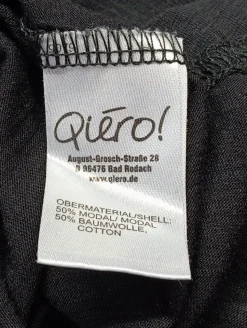 9079
Qiéro!
August-Grosch-Straße 28
D 96476 Bad Rodach
www.qiero.de
OBERMATERIAL/SHELL:
50% MODAL/ MODAL
50% BAUMWOLLE,
COTTON